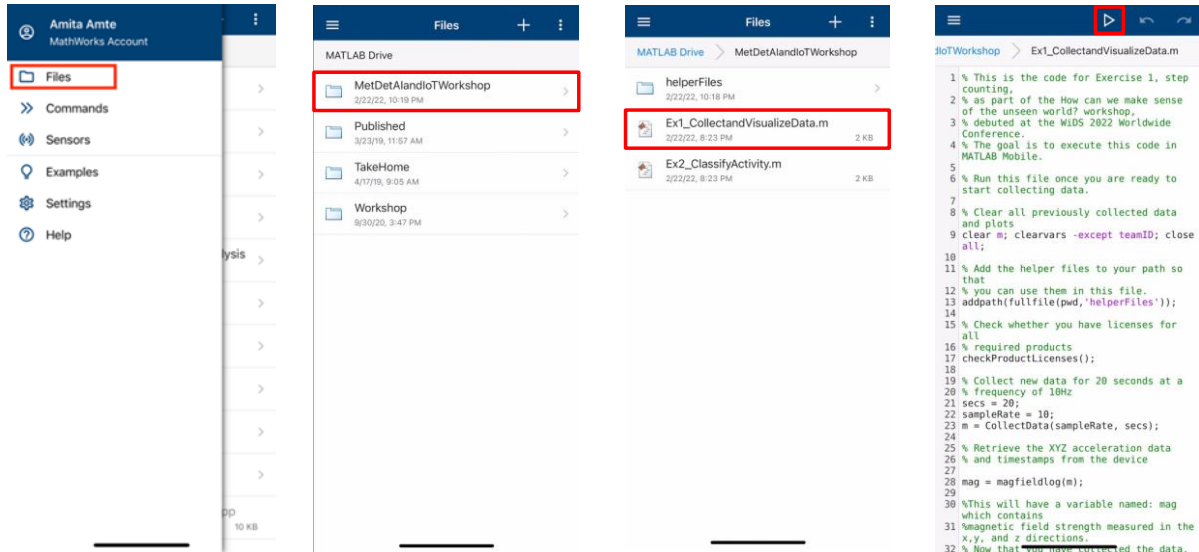 Amita Amte
MathWorks Account
Files
Commands
Sensors
Examples
Settings
Help
lysis
10 KB
Files
MATLAB Drive
MetDetAIandIoTWorkshop
2/22/22, 10:19 PM
Published
3/23/19, 11:57 AM
TakeHome
4/17/19, 9:05 AM
Workshop
9/30/20, 3:47 PM
Files
MATLAB Drive > MetDetAIandIoTWorkshop
helperFiles
2/22/22, 10:18 PM
Ex1_CollectandVisualizeData.m
2/22/22, 8:23 PM 2 KB
Ex2_ClassifyActivity.m
2/22/22, 8:23 PM 2 KB
dIoTWorkshop > Ex1_CollectandVisualizeData.m
1 % This is the code for Exercise 1, step
counting,
2 % as part of the How can we make sense
of the unseen world? workshop,
3 % debuted at the WiDS 2022 Worldwide
Conference.
4 % The goal is to execute this code in
MATLAB Mobile.
5
6 % Run this file once you are ready to
start collecting data.
7
8 % Clear all previously collected data
and plots
9 clear m; clearvars -except teamID; close
all;
10
11 % Add the helper files to your path so
that
12 % you can use them in this file.
13 addpath(fullfile(pwd,'helperFiles'));
14
15 % Check whether you have licenses for
all
16 % required products
17 checkProductLicenses();
18
19 % Collect new data for 20 seconds at a
20 % frequency of 10Hz
21 secs = 20;
22 sampleRate = 10;
23 m = CollectData(sampleRate, secs);
24
25 % Retrieve the XYZ acceleration data
26 % and timestamps from the device
27
28 mag = magfieldlog(m);
29
30 %This will have a variable named: mag
which contains
31 %magnetic field strength measured in the
x,y, and z directions.
32 % Now that you have collected the data,